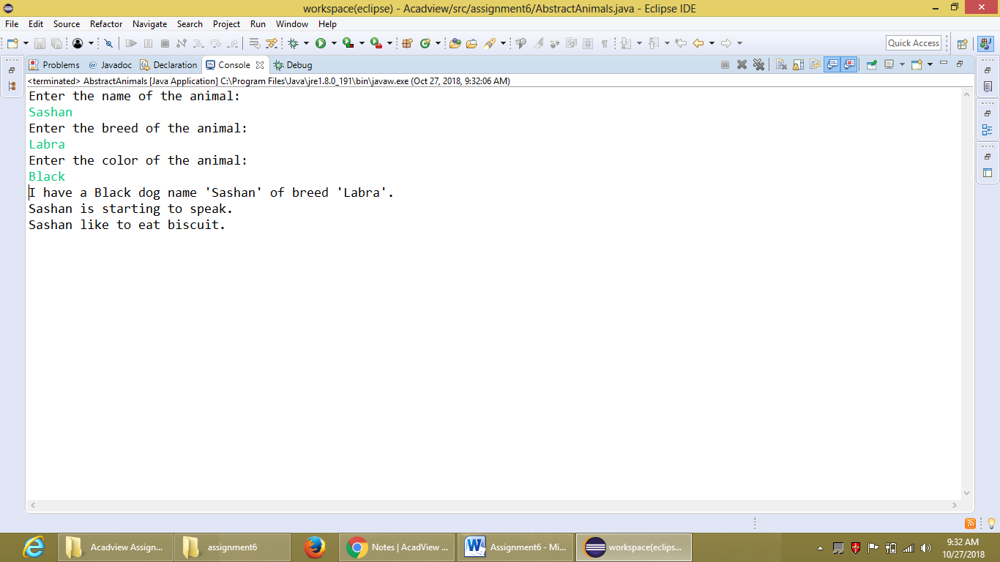 workspace(eclipse) - Acadview/src/assignment6/AbstractAnimals.java - Eclipse IDE
File Edit Source Refactor Navigate Search Project Run Window Help
Quick Access
Problems @ Javadoc Declaration Console Debug
<terminated> AbstractAnimals [Java Application] C:\Program Files\Java\jre1.8.0_191\bin\javaw.exe (Oct 27, 2018, 9:32:06 AM)
Enter the name of the animal:
Sashan
Enter the breed of the animal:
Labra
Enter the color of the animal:
Black
I have a Black dog name 'Sashan' of breed 'Labra'.
Sashan is starting to speak.
Sashan like to eat biscuit.
Acadview Assign... assignment6 Notes | AcadView ... Assignment6 - Mi... workspace(eclips...
9:32 AM
10/27/2018